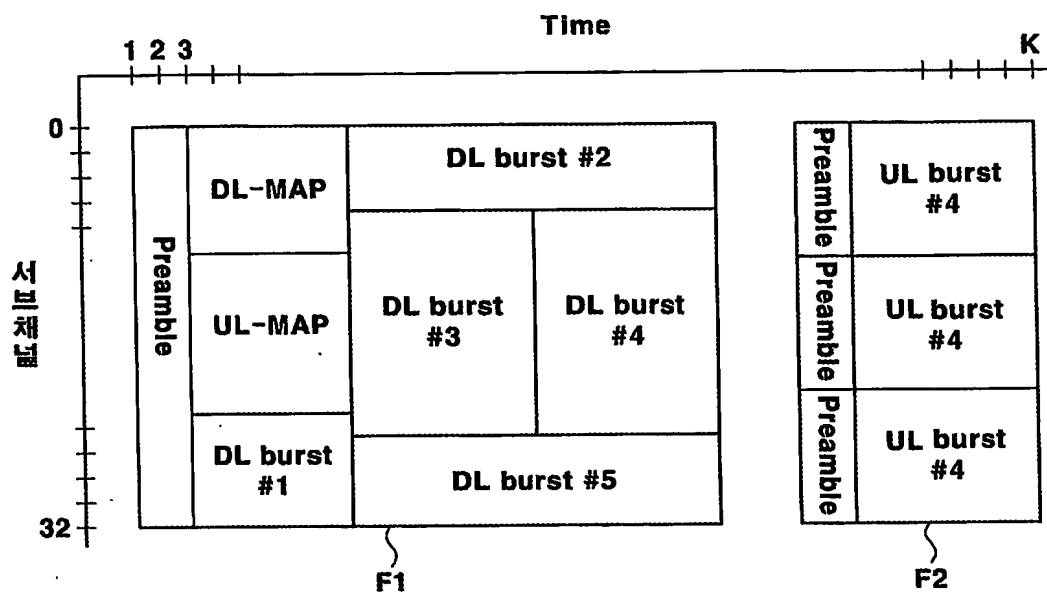 Time
1 2 3 K
0
32
서브채널
Preamble
DL-MAP
UL-MAP
DL burst
#1
DL burst #2
DL burst
#3
DL burst
#4
DL burst #5
F1
Preamble
UL burst
#4
Preamble
UL burst
#4
Preamble
UL burst
#4
F2